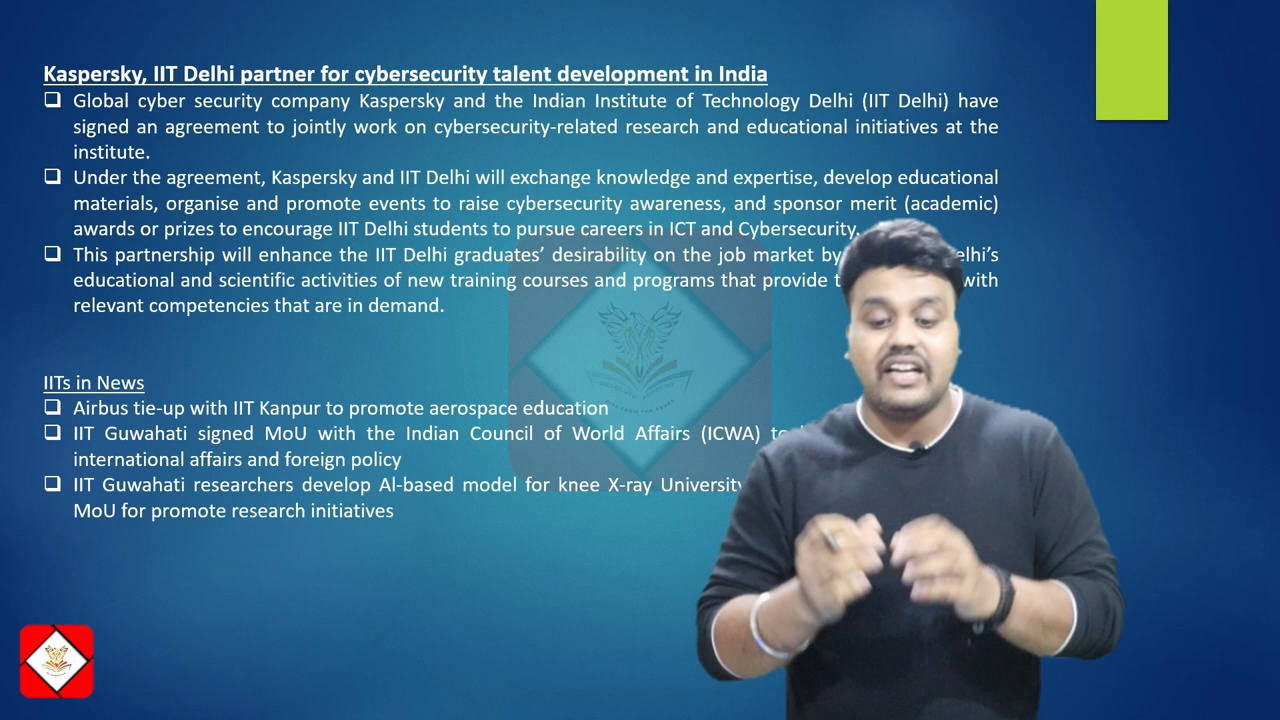 Kaspersky, IIT Delhi partner for cybersecurity talent development in India
❑ Global cyber security company Kaspersky and the Indian Institute of Technology Delhi (IIT Delhi) have
signed an agreement to jointly work on cybersecurity-related research and educational initiatives at the
institute.
❑ Under the agreement, Kaspersky and IIT Delhi will exchange knowledge and expertise, develop educational
materials, organise and promote events to raise cybersecurity awareness, and sponsor merit (academic)
awards or prizes to encourage IIT Delhi students to pursue careers in ICT and Cybersecurity.
❑ This partnership will enhance the IIT Delhi graduates’ desirability on the job market by
educational and scientific activities of new training courses and programs that provide with
relevant competencies that are in demand.
IITs in News
❑ Airbus tie-up with IIT Kanpur to promote aerospace education
❑ IIT Guwahati signed MoU with the Indian Council of World Affairs (ICWA) to
international affairs and foreign policy
❑ IIT Guwahati researchers develop AI-based model for knee X-ray University
MoU for promote research initiatives